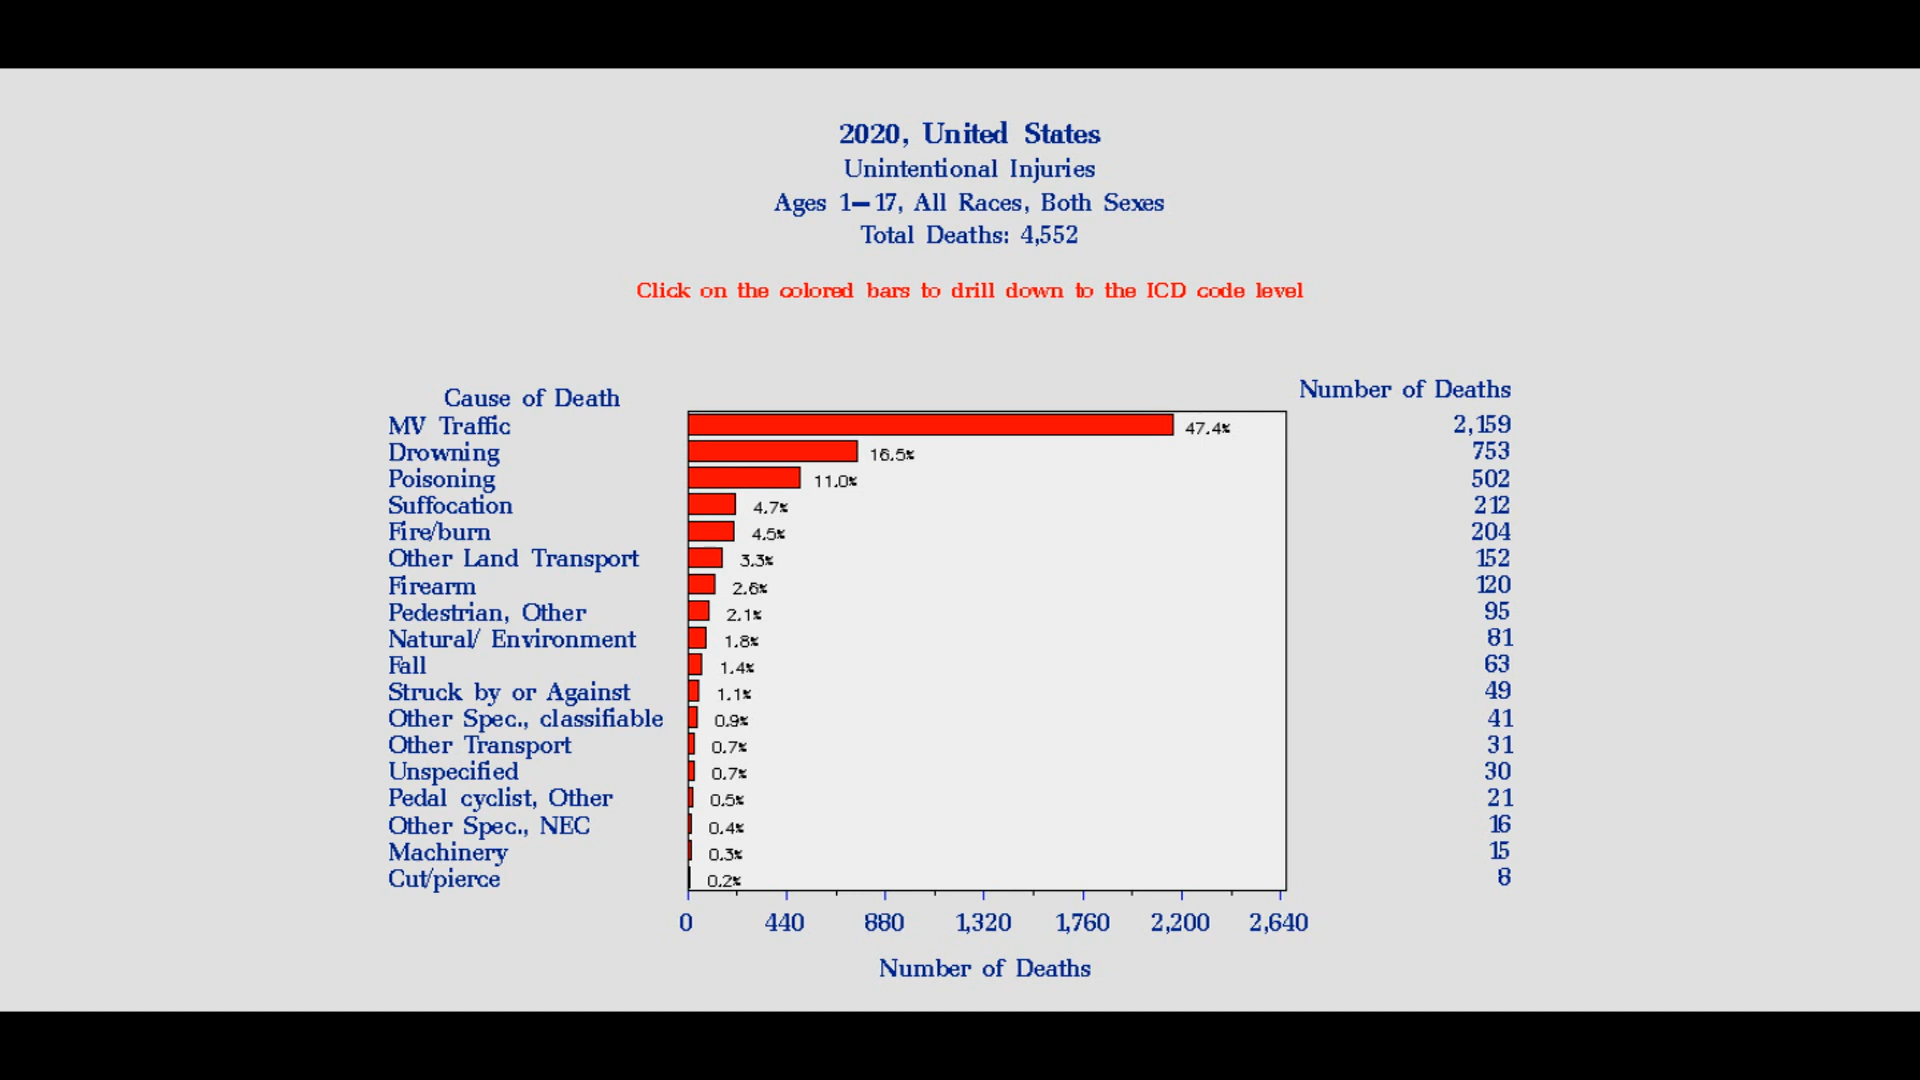 2020, United States
Unintentional Injuries
Ages 1–17, All Races, Both Sexes
Total Deaths: 4,552
Click on the colored bars to drill down to the ICD code level
Cause of Death Number of Deaths
MV Traffic 47.4% 2,159
Drowning 16.5% 753
Poisoning 11.0% 502
Suffocation 4.7% 212
Fire/burn 4.5% 204
Other Land Transport 3.3% 152
Firearm 2.6% 120
Pedestrian, Other 2.1% 95
Natural/ Environment 1.8% 81
Fall 1.4% 63
Struck by or Against 1.1% 49
Other Spec., classifiable 0.9% 41
Other Transport 0.7% 31
Unspecified 0.7% 30
Pedal cyclist, Other 0.5% 21
Other Spec., NEC 0.4% 16
Machinery 0.3% 15
Cut/pierce 0.2% 8
0 440 880 1,320 1,760 2,200 2,640
Number of Deaths